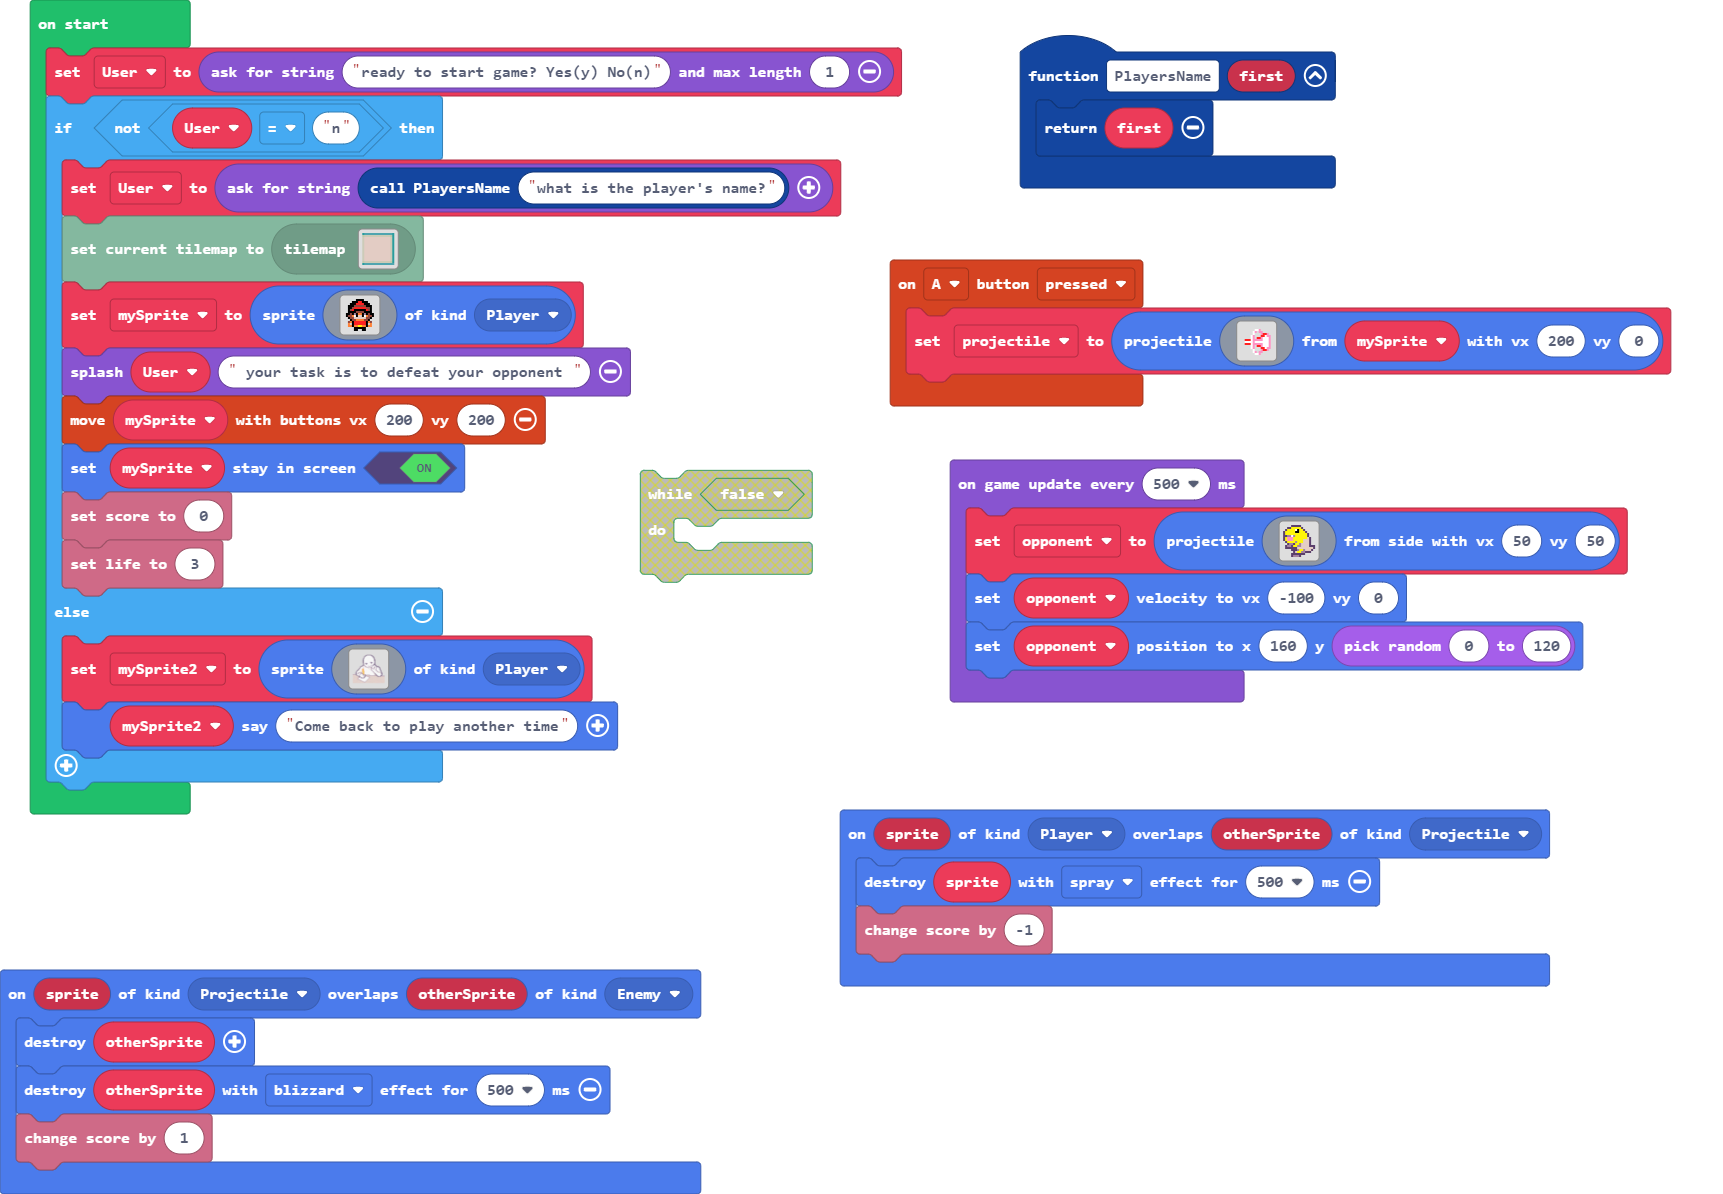 on start
set User to ask for string "ready to start game? Yes(y) No(n)" and max length 1
if not User = "n" then
set User to ask for string call PlayersName "what is the player's name?"
set current tilemap to tilemap
set mySprite to sprite of kind Player
splash User " your task is to defeat your opponent "
move mySprite with buttons vx 200 vy 200
set mySprite stay in screen ON
set score to 0
set life to 3
else
set mySprite2 to sprite of kind Player
mySprite2 say "Come back to play another time"
while false
do
function PlayersName first
return first
on A button pressed
set projectile to projectile from mySprite with vx 200 vy 0
on game update every 500 ms
set opponent to projectile from side with vx 50 vy 50
set opponent velocity to vx -100 vy 0
set opponent position to x 160 y pick random 0 to 120
on sprite of kind Player overlaps otherSprite of kind Projectile
destroy sprite with spray effect for 500 ms
change score by -1
on sprite of kind Projectile overlaps otherSprite of kind Enemy
destroy otherSprite
destroy otherSprite with blizzard effect for 500 ms
change score by 1